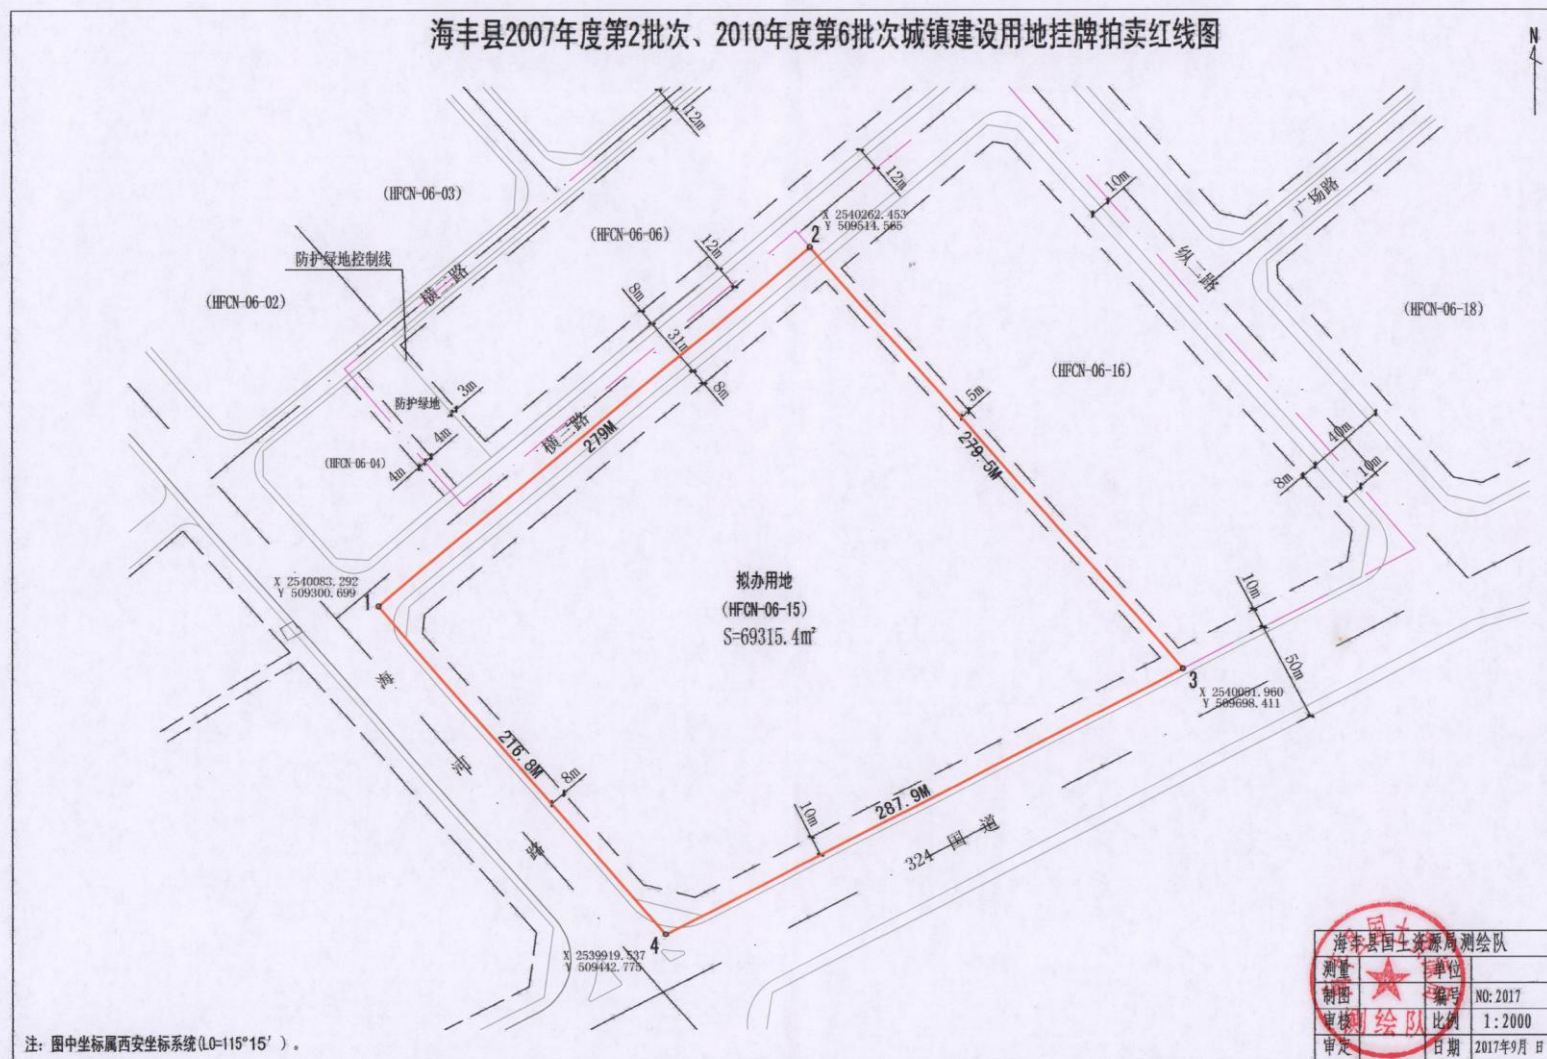 海丰县2007年度第2批次、2010年度第6批次城镇建设用地挂牌拍卖红线图
N
12m
(HFCN-06-03)
12m
10m
广场路
X 2540262.453
Y 509514.565
2
(HFCN-06-06)
12m
纵二路
防护绿地控制线
横二路
(HFCN-06-02)
8m
31m
8m
(HFCN-06-18)
(HFCN-06-16)
3m
5m
防护绿地
4m
横三路
279M
279.5M
40m
(HFCN-06-04)
4m
8m
10m
拟办用地
(HFCN-06-15)
S=69315.4㎡
X 2540083.292
Y 509300.699
1
10m
50m
3
X 2540051.960
Y 509698.411
海
海
路
216.8M
8m
10m
287.9M
324 国道
4
X 2539919.537
Y 509442.775
海丰县国土资源局测绘队
测量
单位
制图
编号
NO:2017
审核
比例
1:2000
审定
日期
2017年9月 日
测绘队
注：图中坐标属西安坐标系统(L0=115°15′)。